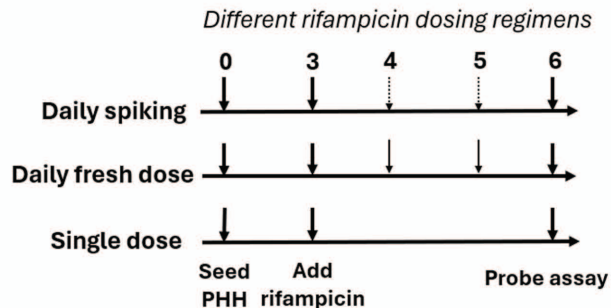 Different rifampicin dosing regimens
0 3 4 5 6
Daily spiking
Daily fresh dose
Single dose
Seed Add
PHH rifampicin
Probe assay